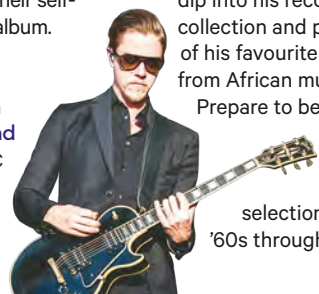 their self-
album.
nd
dip into his
collection and p
of his favourite
from African mu
Prepare to be
selection
'60s through